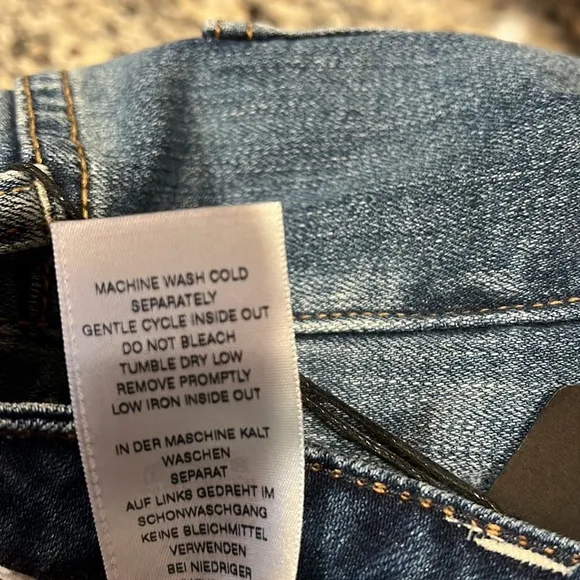 MACHINE WASH COLD
SEPARATELY
GENTLE CYCLE INSIDE OUT
DO NOT BLEACH
TUMBLE DRY LOW
REMOVE PROMPTLY
LOW IRON INSIDE OUT
IN DER MASCHINE KALT
WASCHEN
SEPARAT
AUF LINKS GEDREHT IM
SCHONWASCHGANG
KEINE BLEICHMITTEL
VERWENDEN
BEI NIEDRIGER